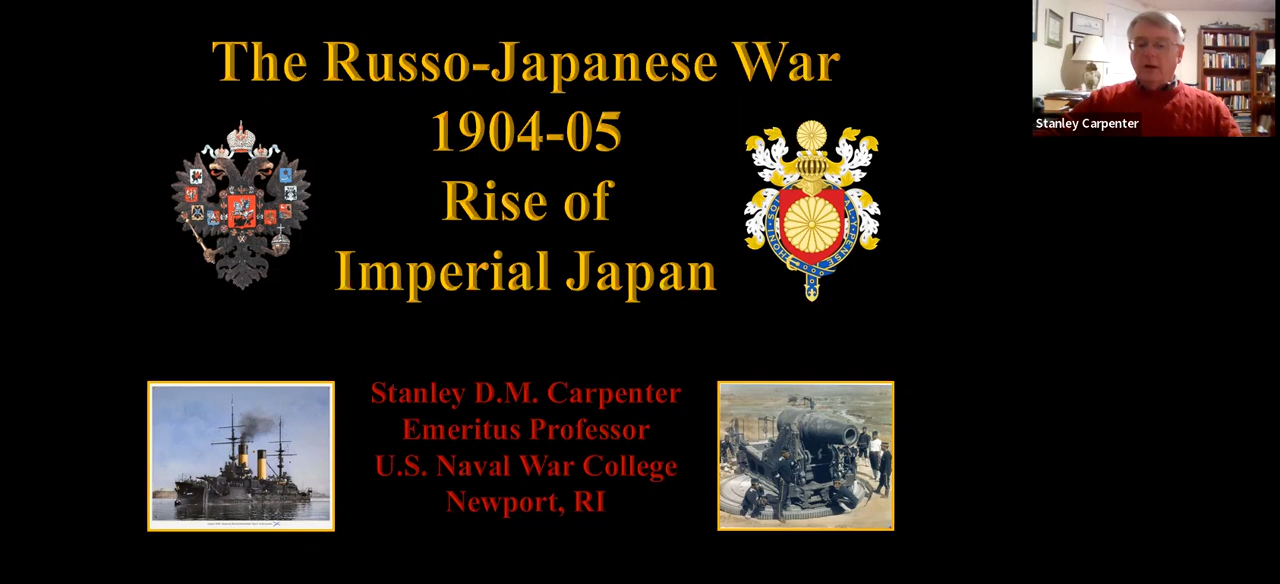 The Russo-Japanese War
1904-05
Rise of
Imperial Japan
Stanley D.M. Carpenter
Emeritus Professor
U.S. Naval War College
Newport, RI
Stanley Carpenter